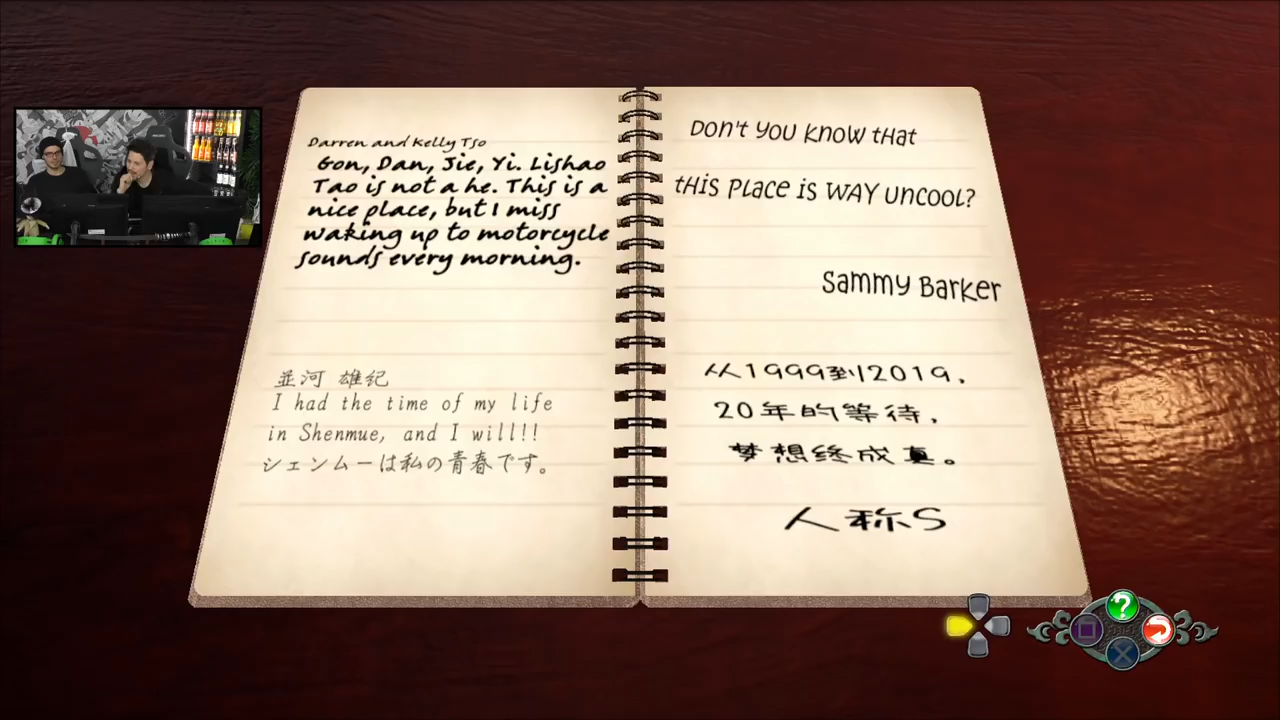 Darren and Kelly Tso
Gon, Dan, Jie, Yi. Lishao
Tao is not a he. This is a
nice place, but I miss
waking up to motorcycle
sounds every morning.
並河 雄紀
I had the time of my life
in Shenmue, and I will!!
シェンムーは私の青春です。
Don't you know that
this place is WAY uncool?
Sammy Barker
从1999到2019,
20年的等待,
梦想终成真。
人称S
?